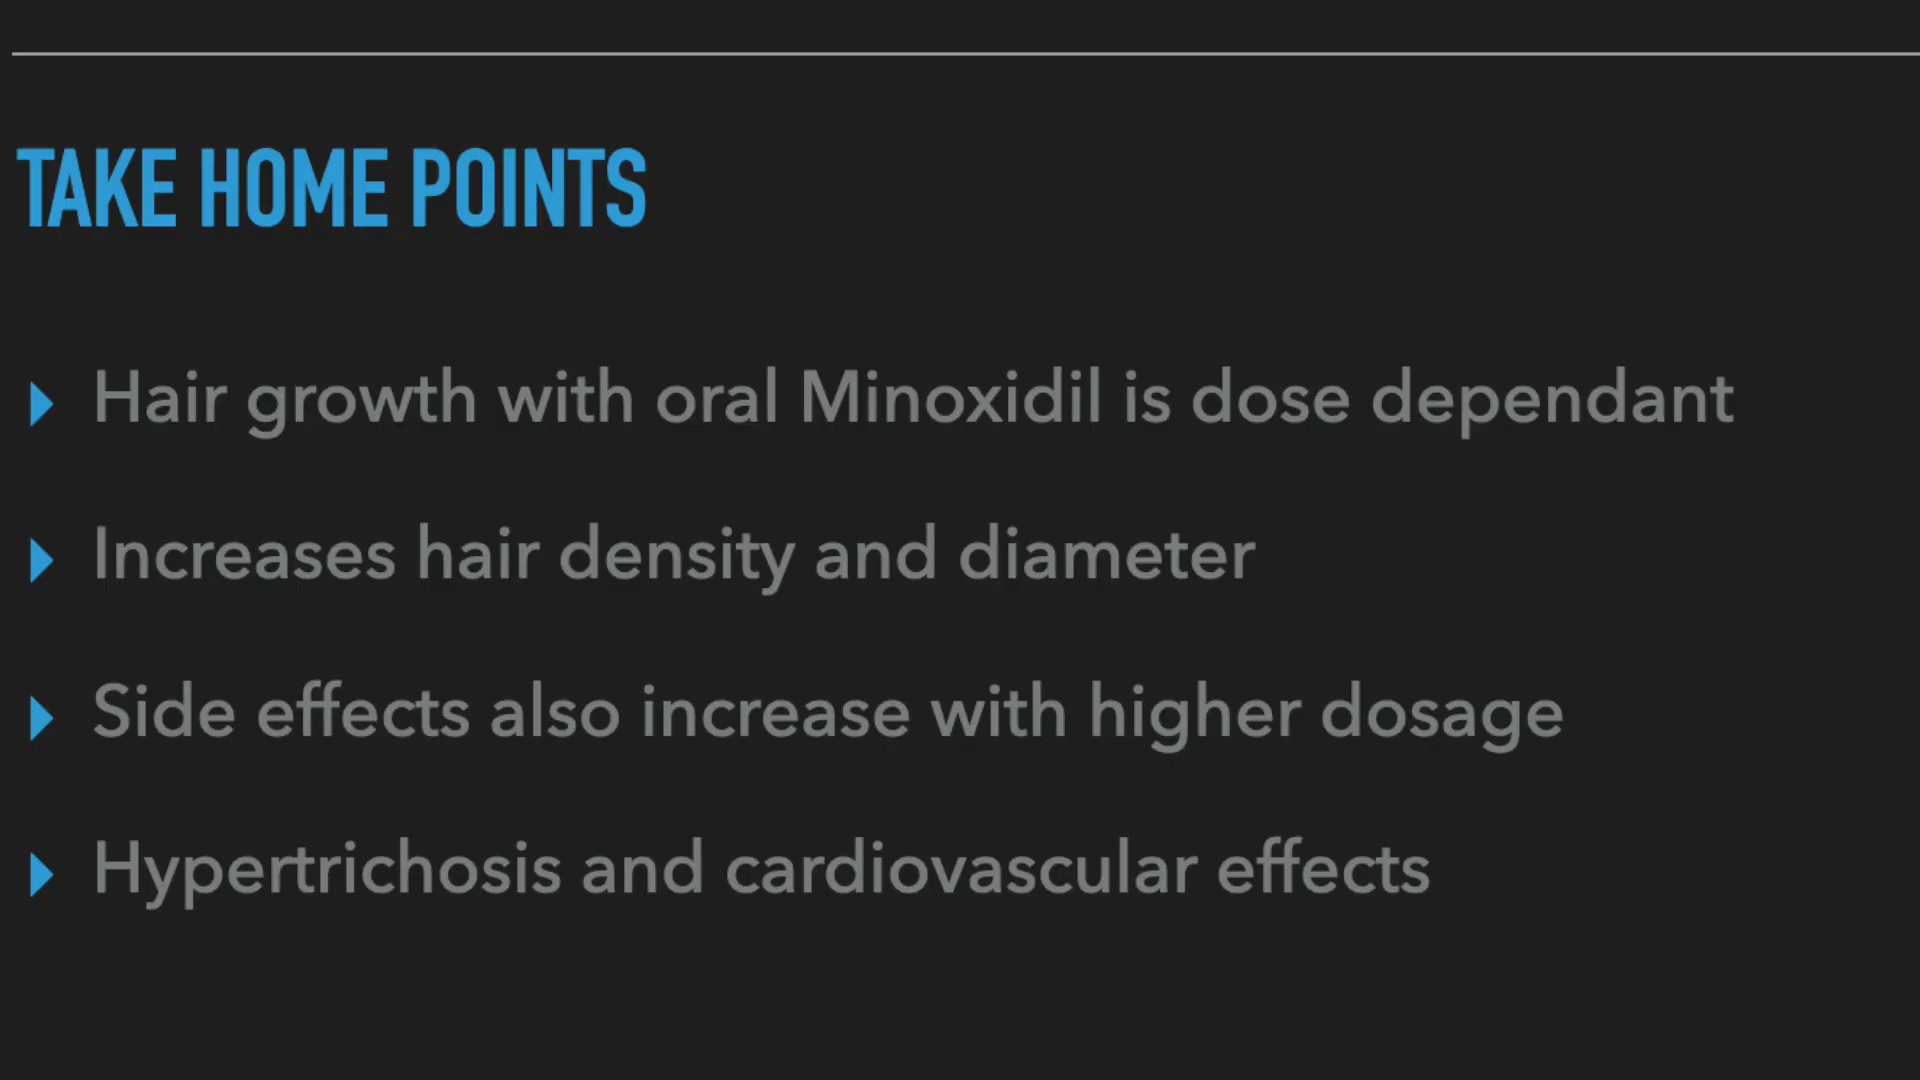 TAKE HOME POINTS
Hair growth with oral Minoxidil is dose dependant
Increases hair density and diameter
Side effects also increase with higher dosage
Hypertrichosis and cardiovascular effects